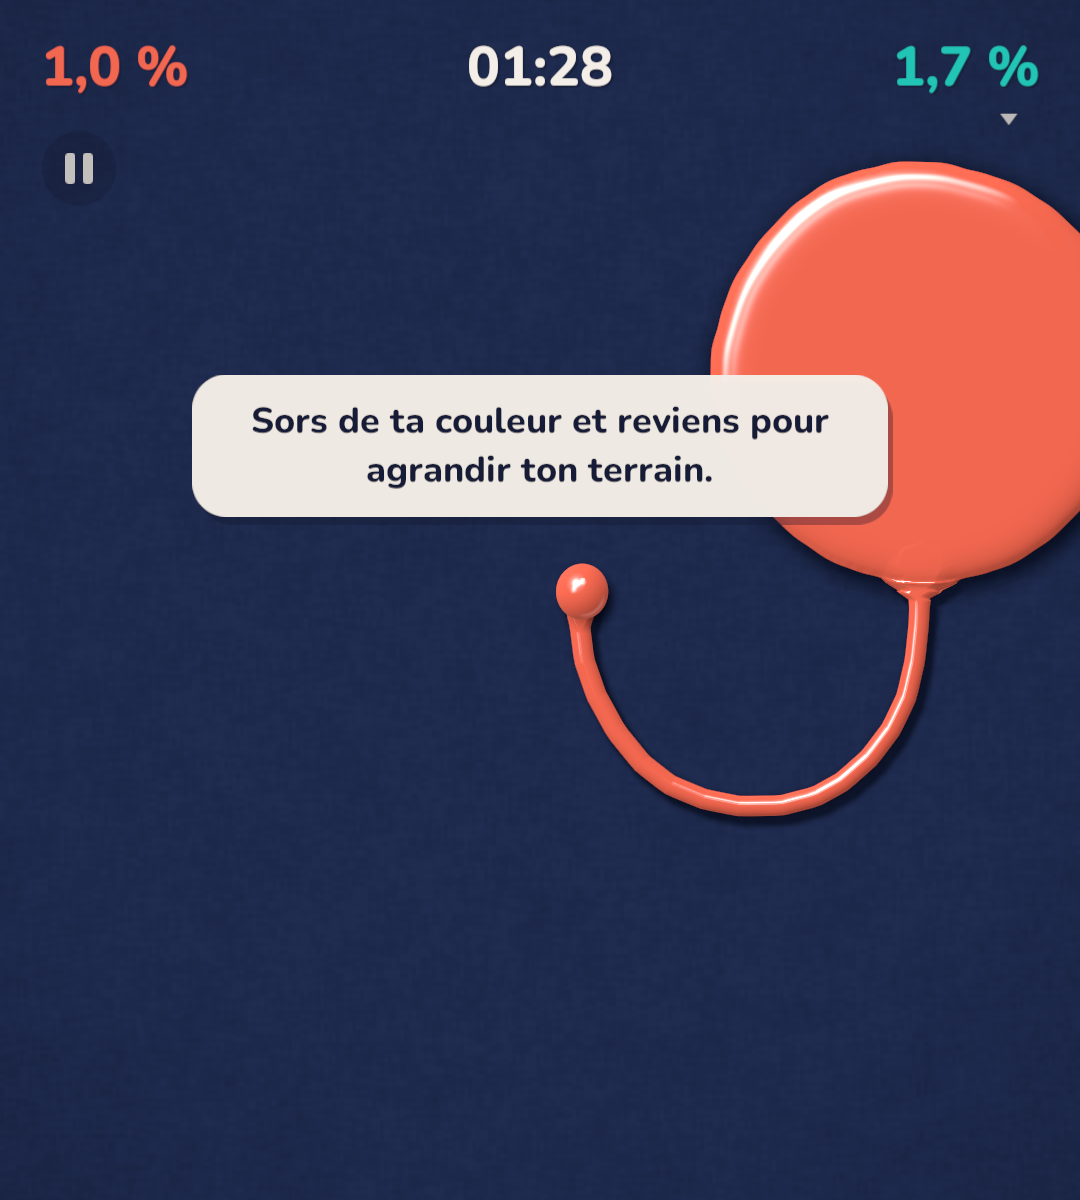 1,0 % 01:28 1,7 %
Sors de ta couleur et reviens pour
agrandir ton terrain.